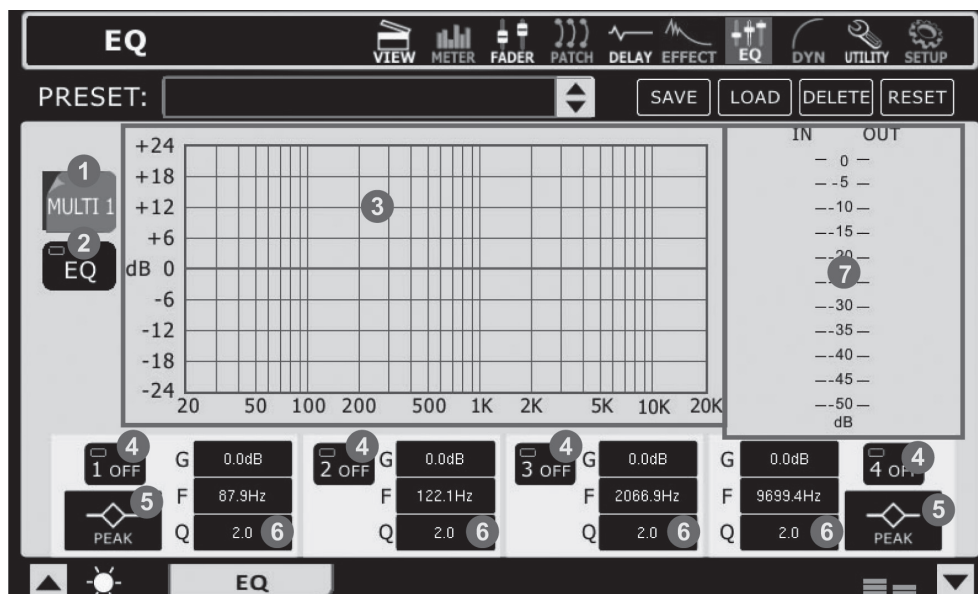 EQ
VIEW METER FADER PATCH DELAY EFFECT EQ DYN UTILITY SETUP
PRESET: SAVE LOAD DELETE RESET
IN OUT
+24
+18
+12
+6
dB 0
-6
-12
-18
-24
20 50 100 200 500 1K 2K 5K 10K 20K
1
MULTI 1
2
EQ
3
0
-5
-10
-15
-20
7
-30
-35
-40
-45
-50
dB
4 4 4 4
1 OFF G 0.0dB 2 OFF G 0.0dB 3 OFF G 0.0dB G 0.0dB 4
F 87.9Hz F 122.1Hz F 2066.9Hz F 9699.4Hz
5 5
PEAK Q 2.0 6 Q 2.0 6 Q 2.0 6 Q 2.0 6 PEAK
EQ